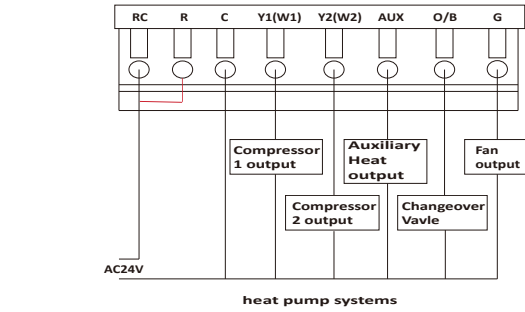 RC R C Y1(W1) Y2(W2) AUX O/B G
Compressor
1 output
Auxiliary
Heat
output
Fan
output
Compressor
2 output
Changeover
Vavle
AC24V
heat pump systems